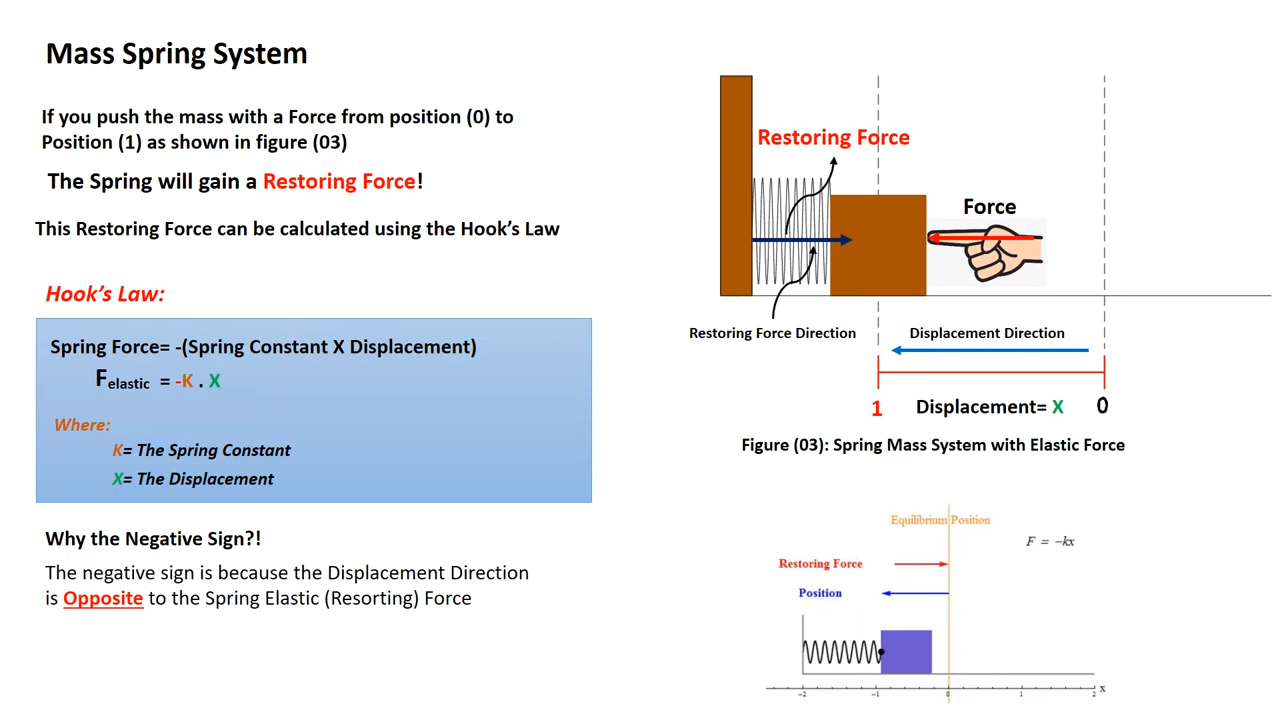 Mass Spring System
If you push the mass with a Force from position (0) to
Position (1) as shown in figure (03)
The Spring will gain a Restoring Force!
This Restoring Force can be calculated using the Hook's Law
Hook's Law:
Spring Force= -(Spring Constant X Displacement)
Felastic = -K . X
Where:
K= The Spring Constant
X= The Displacement
Why the Negative Sign?!
The negative sign is because the Displacement Direction
is Opposite to the Spring Elastic (Resorting) Force
Restoring Force
Force
Restoring Force Direction
Displacement Direction
1
Displacement= X
0
Figure (03): Spring Mass System with Elastic Force
Equilibrium Position
F = -kx
Restoring Force
Position
-2 -1 0 1 2 x